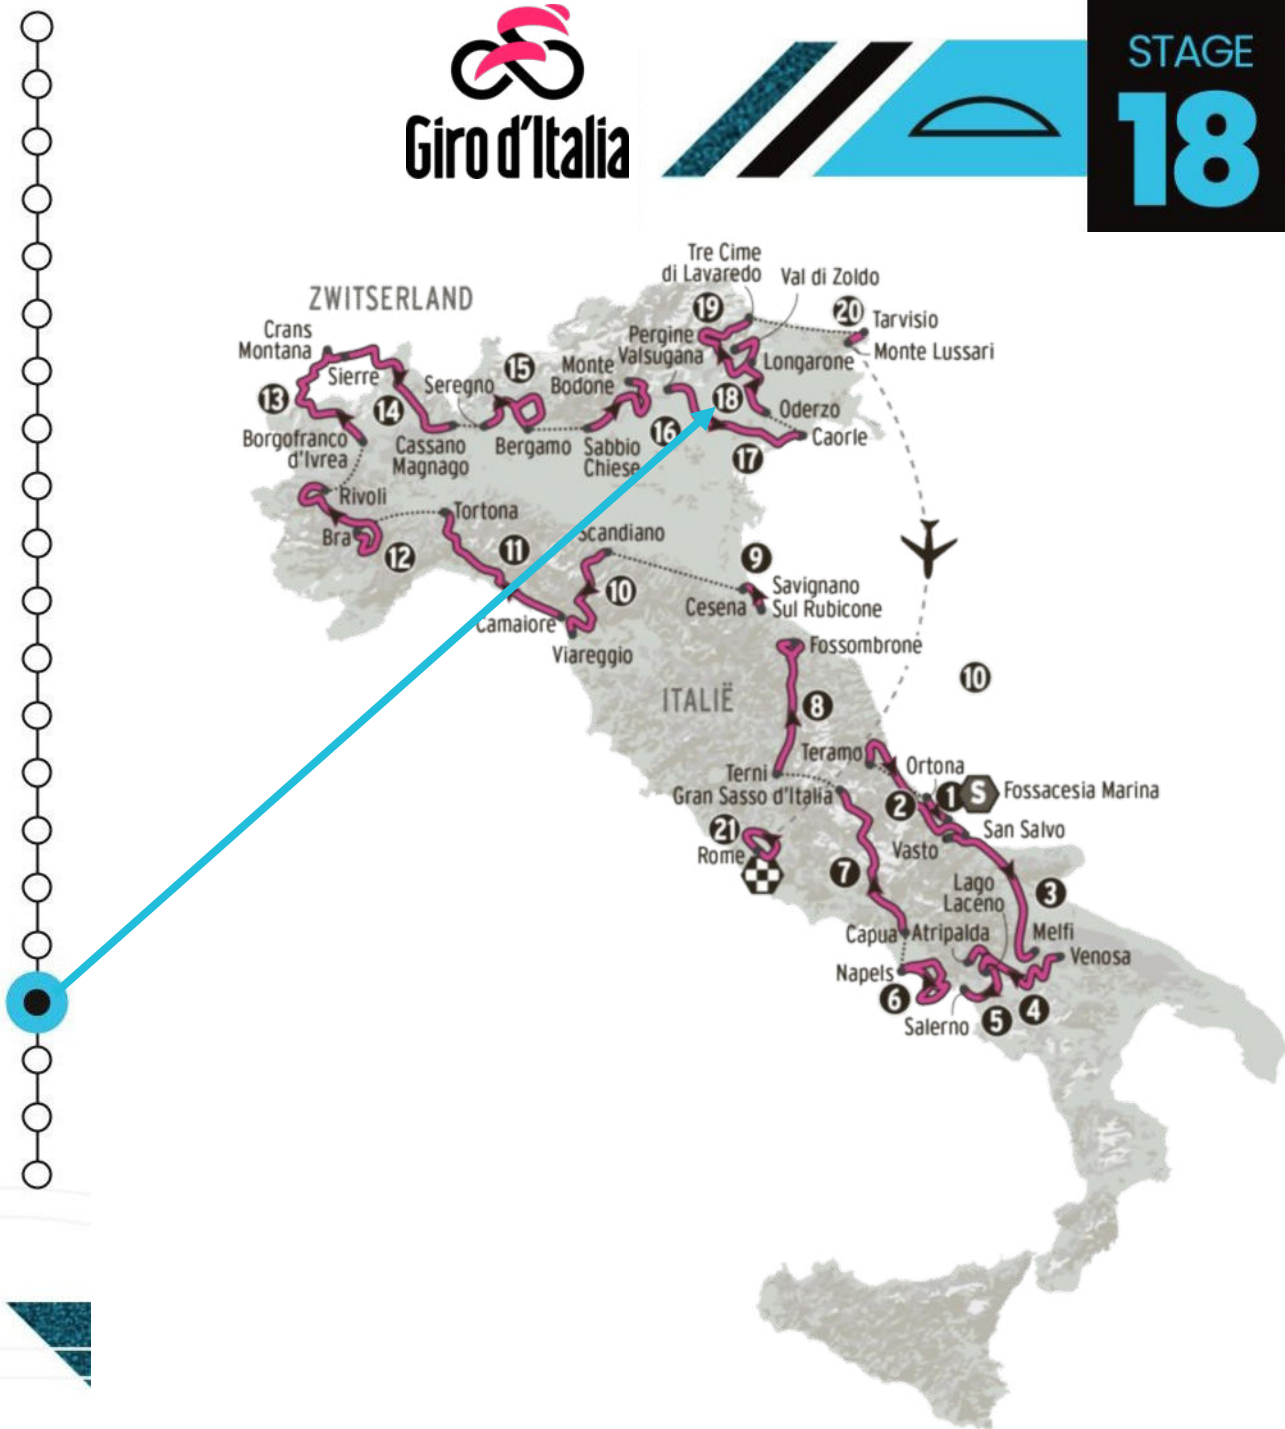 Giro d'Italia
STAGE
18
ZWITSERLAND
Tre Cime
di Lavaredo
Val di Zoldo
19
20
Tarvisio
Monte Lussari
Crans
Montana
Pergine
Valsugana
Longarone
Sierre
Seregno
15
Monte
Bodone
13
14
18
Oderzo
Borgofranco
d'Ivrea
Cassano
Magnago
Bergamo
Sabbio
Chiese
16
17
Caorle
Rivoli
Tortona
Bra
12
11
Scandiano
10
9
Savignano
Sul Rubicone
Cesena
Camaiore
Viareggio
Fossombrone
ITALIË
10
8
Teramo
Ortona
Terni
Gran Sasso d'Italia
2
1
S
Fossacesia Marina
San Salvo
21
Rome
Vasto
7
Lago
Laceno
3
Capua
Atripalda
Melfi
Venosa
Napels
6
Salerno
5
4